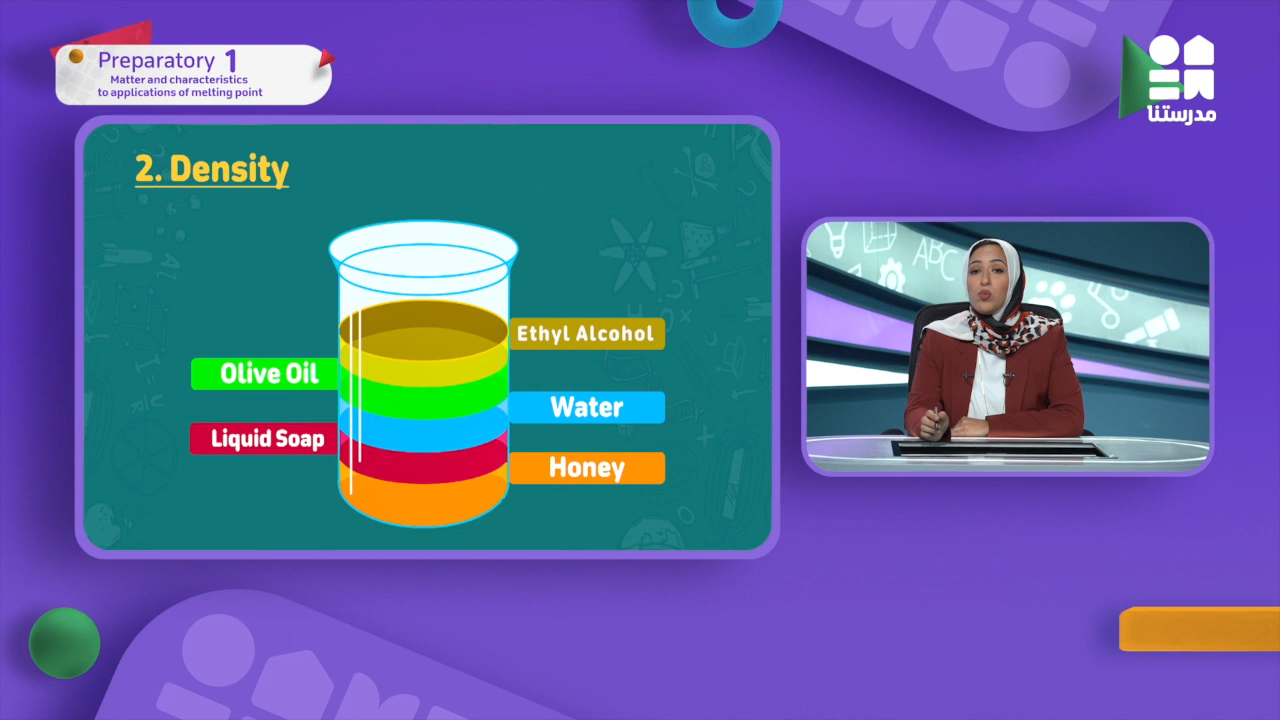 Preparatory 1
Matter and characteristics
to applications of melting point
مدرستنا
2. Density
Ethyl Alcohol
Olive Oil
Water
Liquid Soap
Honey
ABC